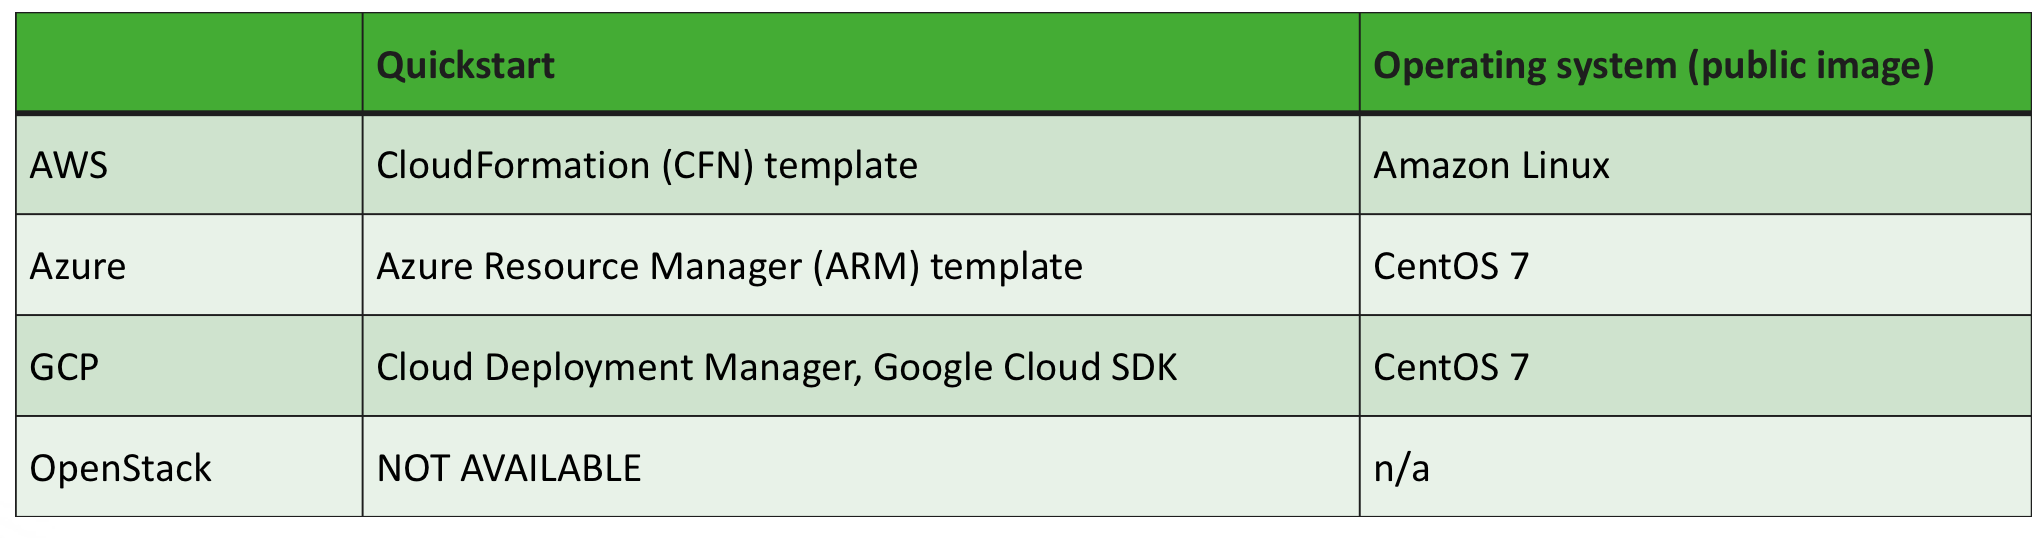 Quickstart Operating system (public image)
AWS CloudFormation (CFN) template Amazon Linux
Azure Azure Resource Manager (ARM) template CentOS 7
GCP Cloud Deployment Manager, Google Cloud SDK CentOS 7
OpenStack NOT AVAILABLE n/a